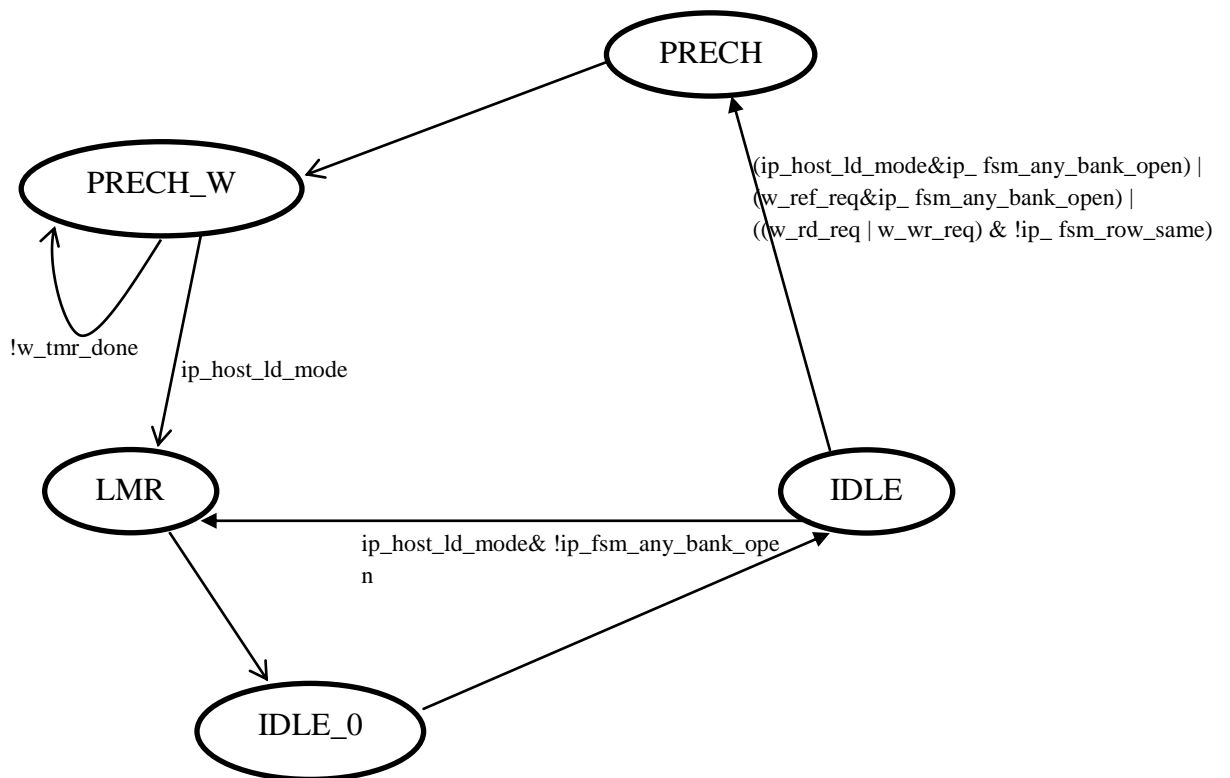 PRECH
(ip_host_ld_mode&ip_ fsm_any_bank_open) |
(w_ref_req&ip_ fsm_any_bank_open) |
((w_rd_req | w_wr_req) & !ip_ fsm_row_same)
PRECH_W
!w_tmr_done
ip_host_ld_mode
LMR
IDLE
ip_host_ld_mode& !ip_fsm_any_bank_ope
n
IDLE_0